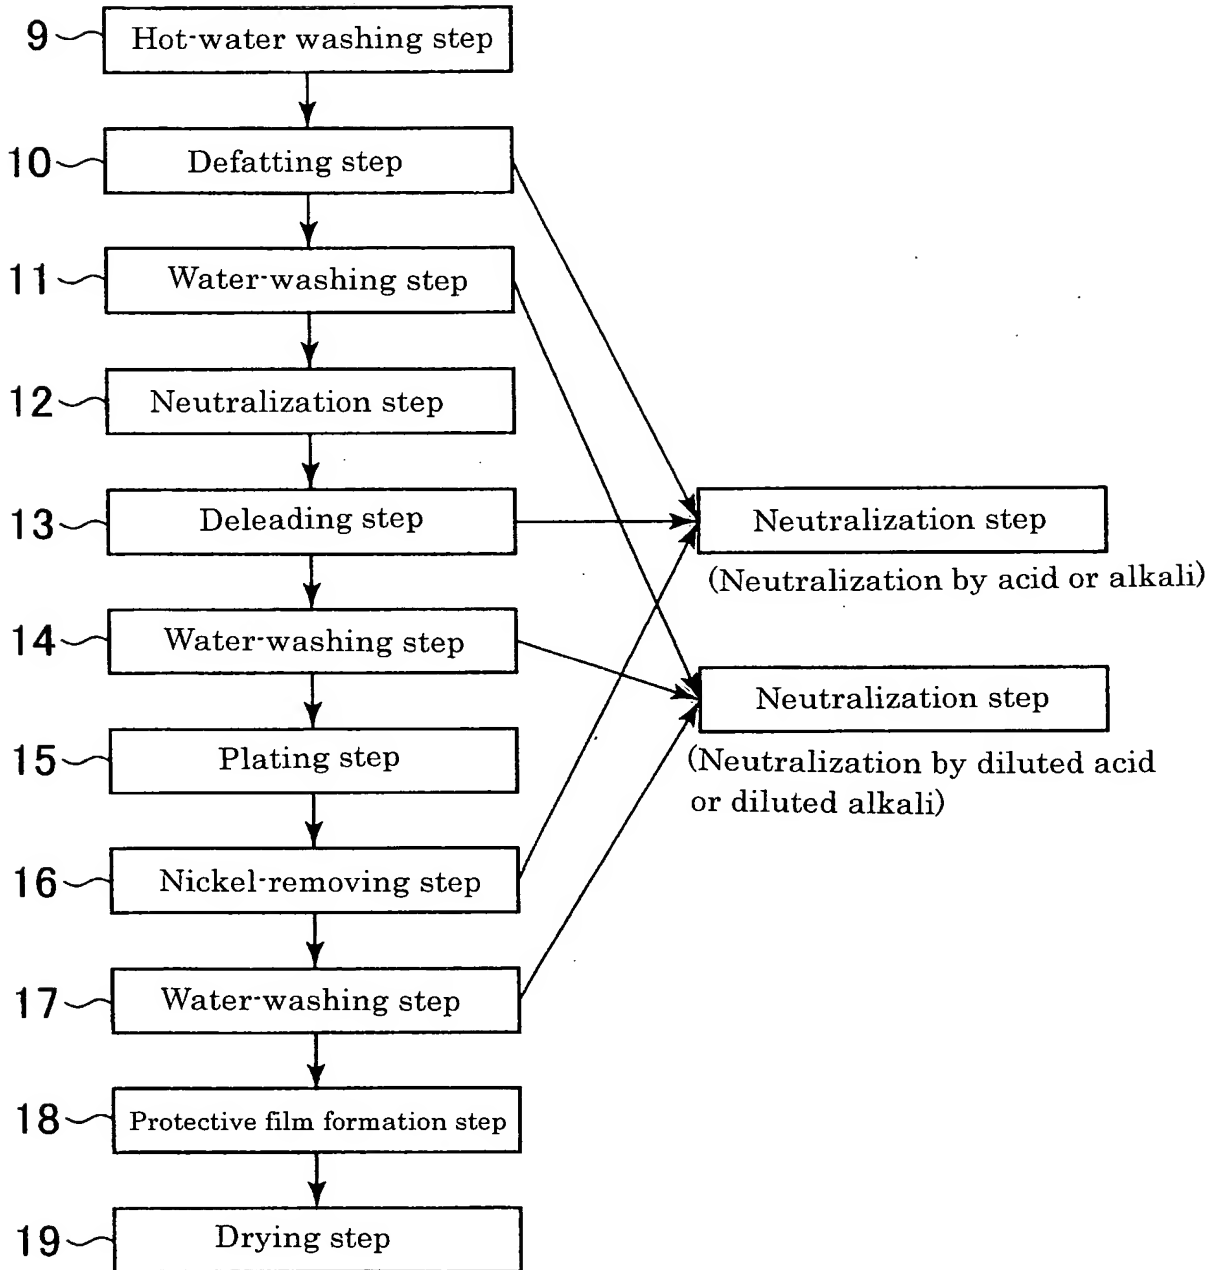 9 Hot-water washing step
10 Defatting step
11 Water-washing step
12 Neutralization step
13 Deleading step
Neutralization step
(Neutralization by acid or alkali)
14 Water-washing step
Neutralization step
(Neutralization by diluted acid
or diluted alkali)
15 Plating step
16 Nickel-removing step
17 Water-washing step
18 Protective film formation step
19 Drying step